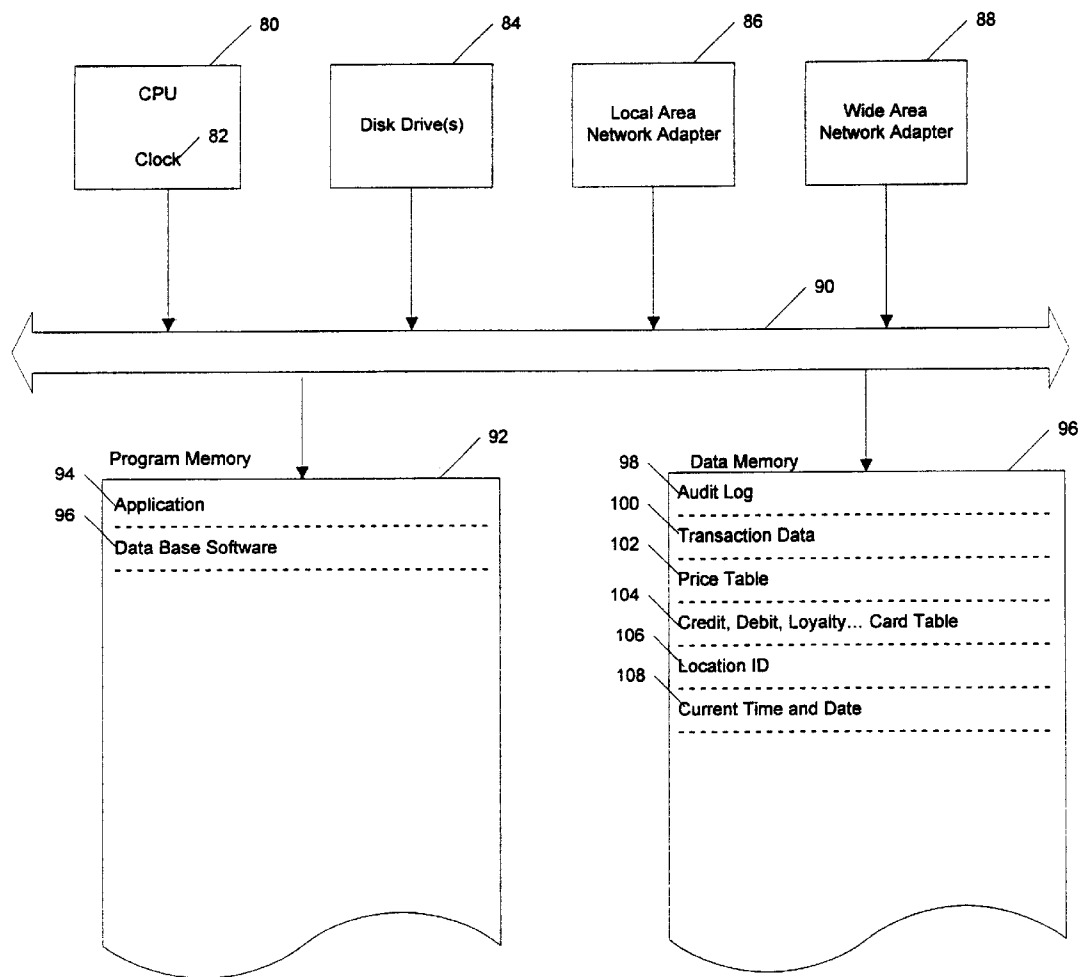 80
84
86
88
CPU
82
Clock
Disk Drive(s)
Local Area
Network Adapter
Wide Area
Network Adapter
90
Program Memory
92
94
Application
96
Data Base Software
Data Memory
96
98
Audit Log
100
Transaction Data
102
Price Table
104
Credit, Debit, Loyalty... Card Table
106
Location ID
108
Current Time and Date